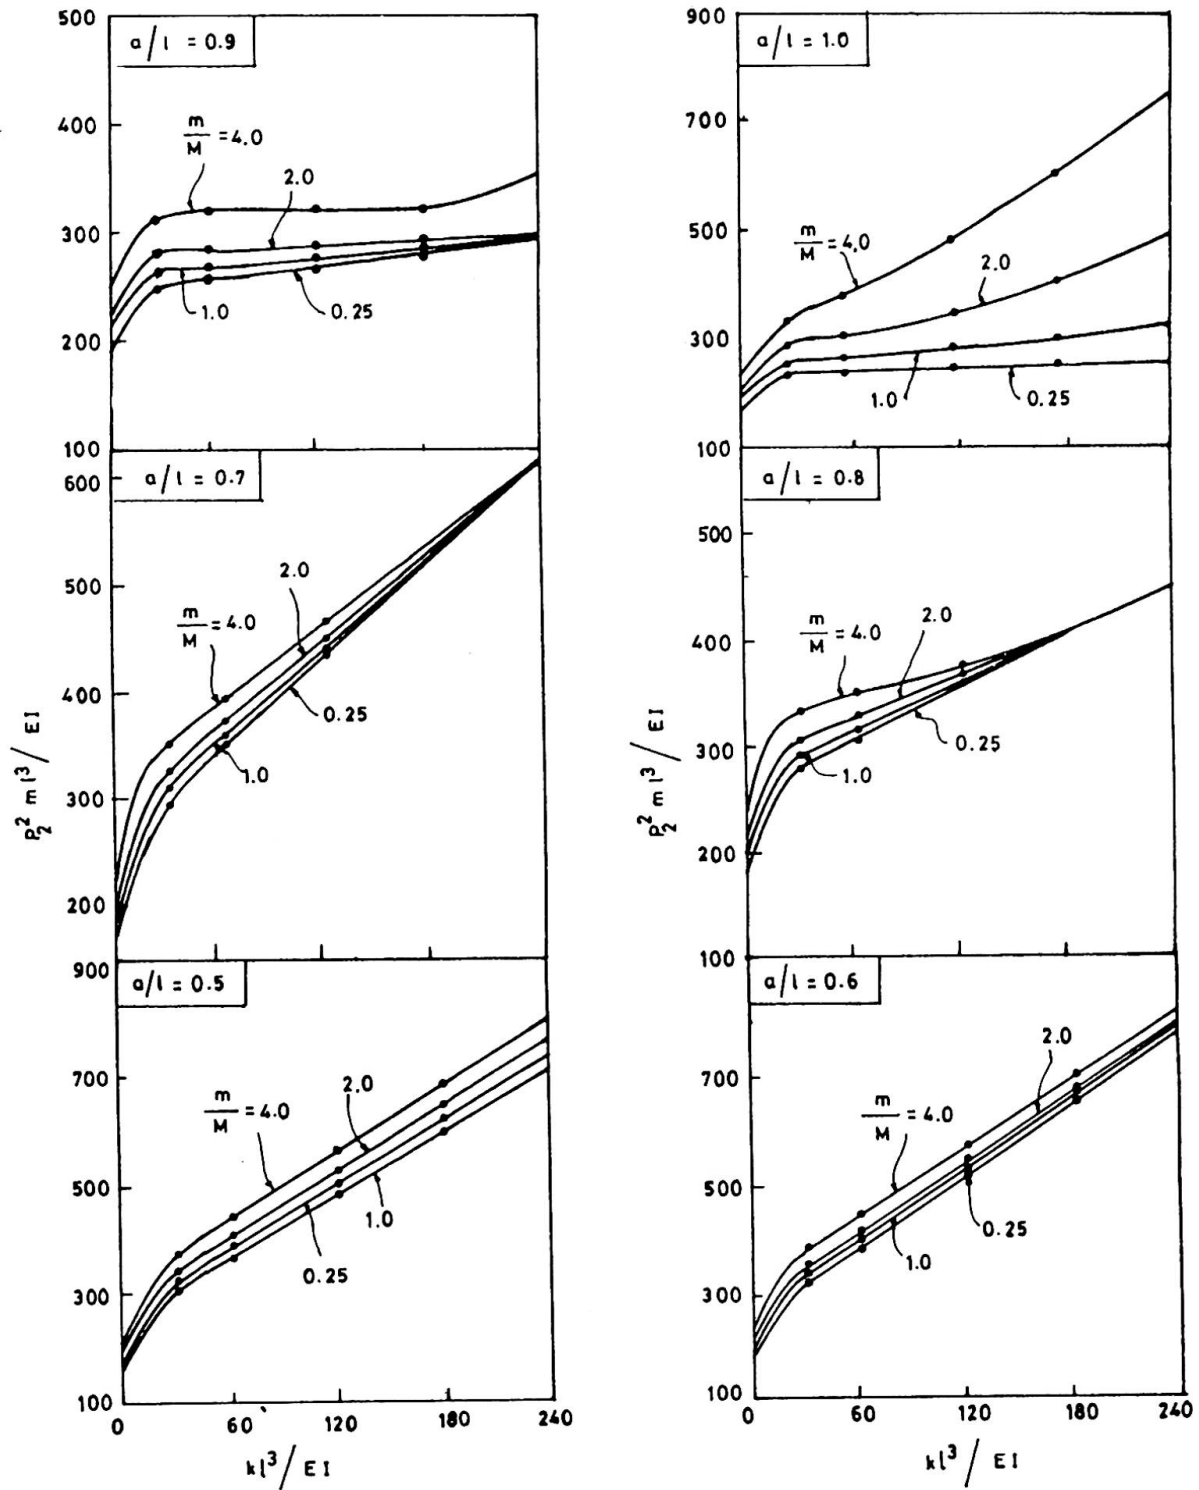 500
a/l = 0.9
m/M = 4.0
400
2.0
300
200
1.0
0.25
100
900
a/l = 1.0
700
500
m/M = 4.0
2.0
300
1.0
0.25
100
a/l = 0.7
600
500
2.0
m/M = 4.0
400
0.25
300
1.0
200
P₂² ml³ / EI
a/l = 0.8
500
m/M = 4.0
2.0
400
300
0.25
1.0
200
100
P₂² ml³ / EI
900
a/l = 0.5
700
m/M = 4.0
2.0
500
1.0
0.25
300
100
0 60 120 180 240
kl³/EI
a/l = 0.6
2.0
700
m/M = 4.0
500
0.25
1.0
300
100
0 60 120 180 240
kl³/EI